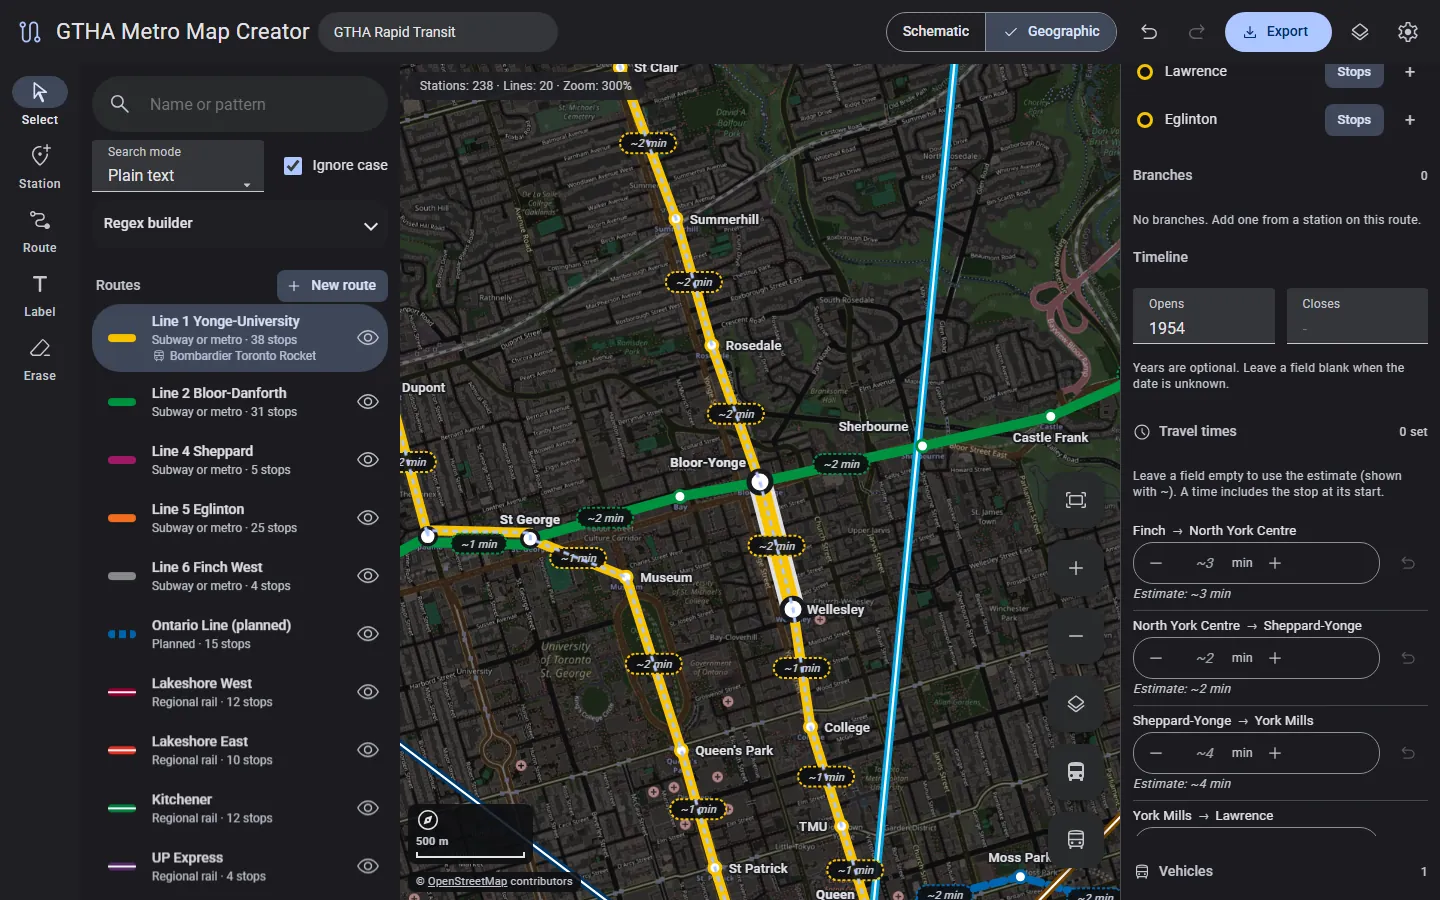 GTHA Metro Map Creator
GTHA Rapid Transit
Schematic
Geographic
Export
Select
Station
Route
Label
Erase
Name or pattern
Search mode
Plain text
Ignore case
Regex builder
Routes
New route
Line 1 Yonge-University
Subway or metro · 38 stops
Bombardier Toronto Rocket
Line 2 Bloor-Danforth
Subway or metro · 31 stops
Line 4 Sheppard
Subway or metro · 5 stops
Line 5 Eglinton
Subway or metro · 25 stops
Line 6 Finch West
Subway or metro · 4 stops
Ontario Line (planned)
Planned · 15 stops
Lakeshore West
Regional rail · 12 stops
Lakeshore East
Regional rail · 10 stops
Kitchener
Regional rail · 12 stops
UP Express
Regional rail · 4 stops
Stations: 238 · Lines: 20 · Zoom: 300%
St Clair
~2 min
Summerhill
~2 min
Rosedale
~2 min
Dupont
Sherbourne
Castle Frank
Bloor-Yonge
~2 min
2 min
St George
~2 min
~1 min
~1 min
~2 min
Museum
Wellesley
~2 min
~1 min
University
of Toronto
St. George
College
Queen's Park
~1 min
~1 min
TMU
St Patrick
~1 min
Moss Park
Queen
~2 min
~2 min
500 m
© OpenStreetMap contributors
Lawrence
Stops
Eglinton
Stops
Branches
0
No branches. Add one from a station on this route.
Timeline
Opens
1954
Closes
-
Years are optional. Leave a field blank when the
date is unknown.
Travel times
0 set
Leave a field empty to use the estimate (shown
with ~). A time includes the stop at its start.
Finch → North York Centre
~3 min
Estimate: ~3 min
North York Centre → Sheppard-Yonge
~2 min
Estimate: ~2 min
Sheppard-Yonge → York Mills
~4 min
Estimate: ~4 min
York Mills → Lawrence
Vehicles
1